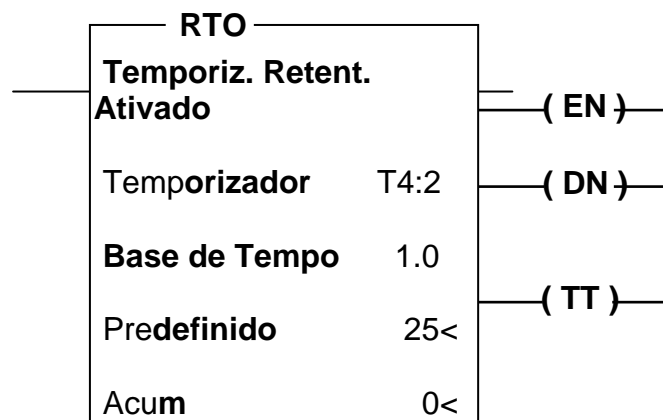 RTO
Temporiz. Retent.
Ativado
( EN )
Temporizador T4:2
( DN )
Base de Tempo 1.0
( TT )
Predefinido 25<
Acum 0<